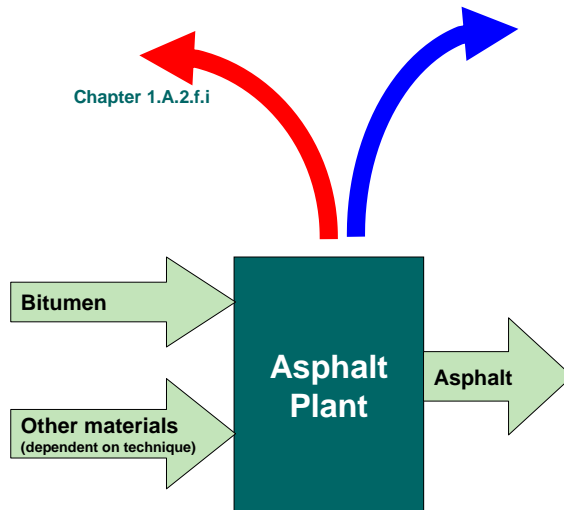 Chapter 1.A.2.f.i
Bitumen
Asphalt
Plant
Asphalt
Other materials
(dependent on technique)